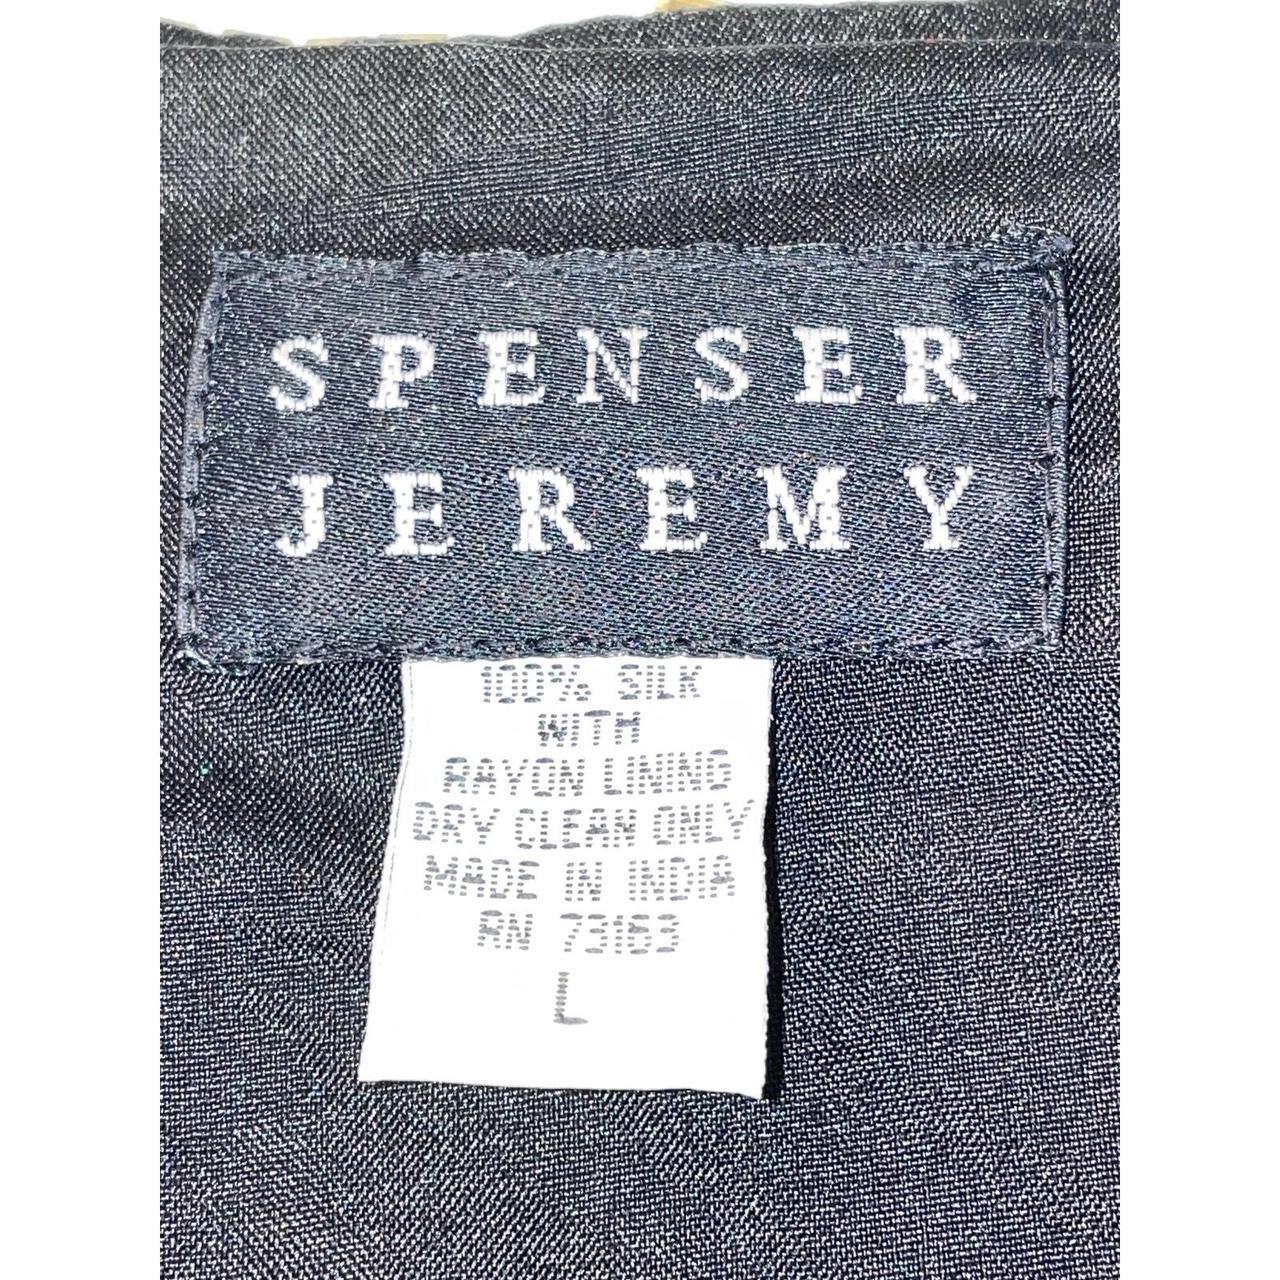 SPENSER
JEREMY
100% SILK
WITH
RAYON LINING
DRY CLEAN ONLY
MADE IN INDIA
RN 73163
L